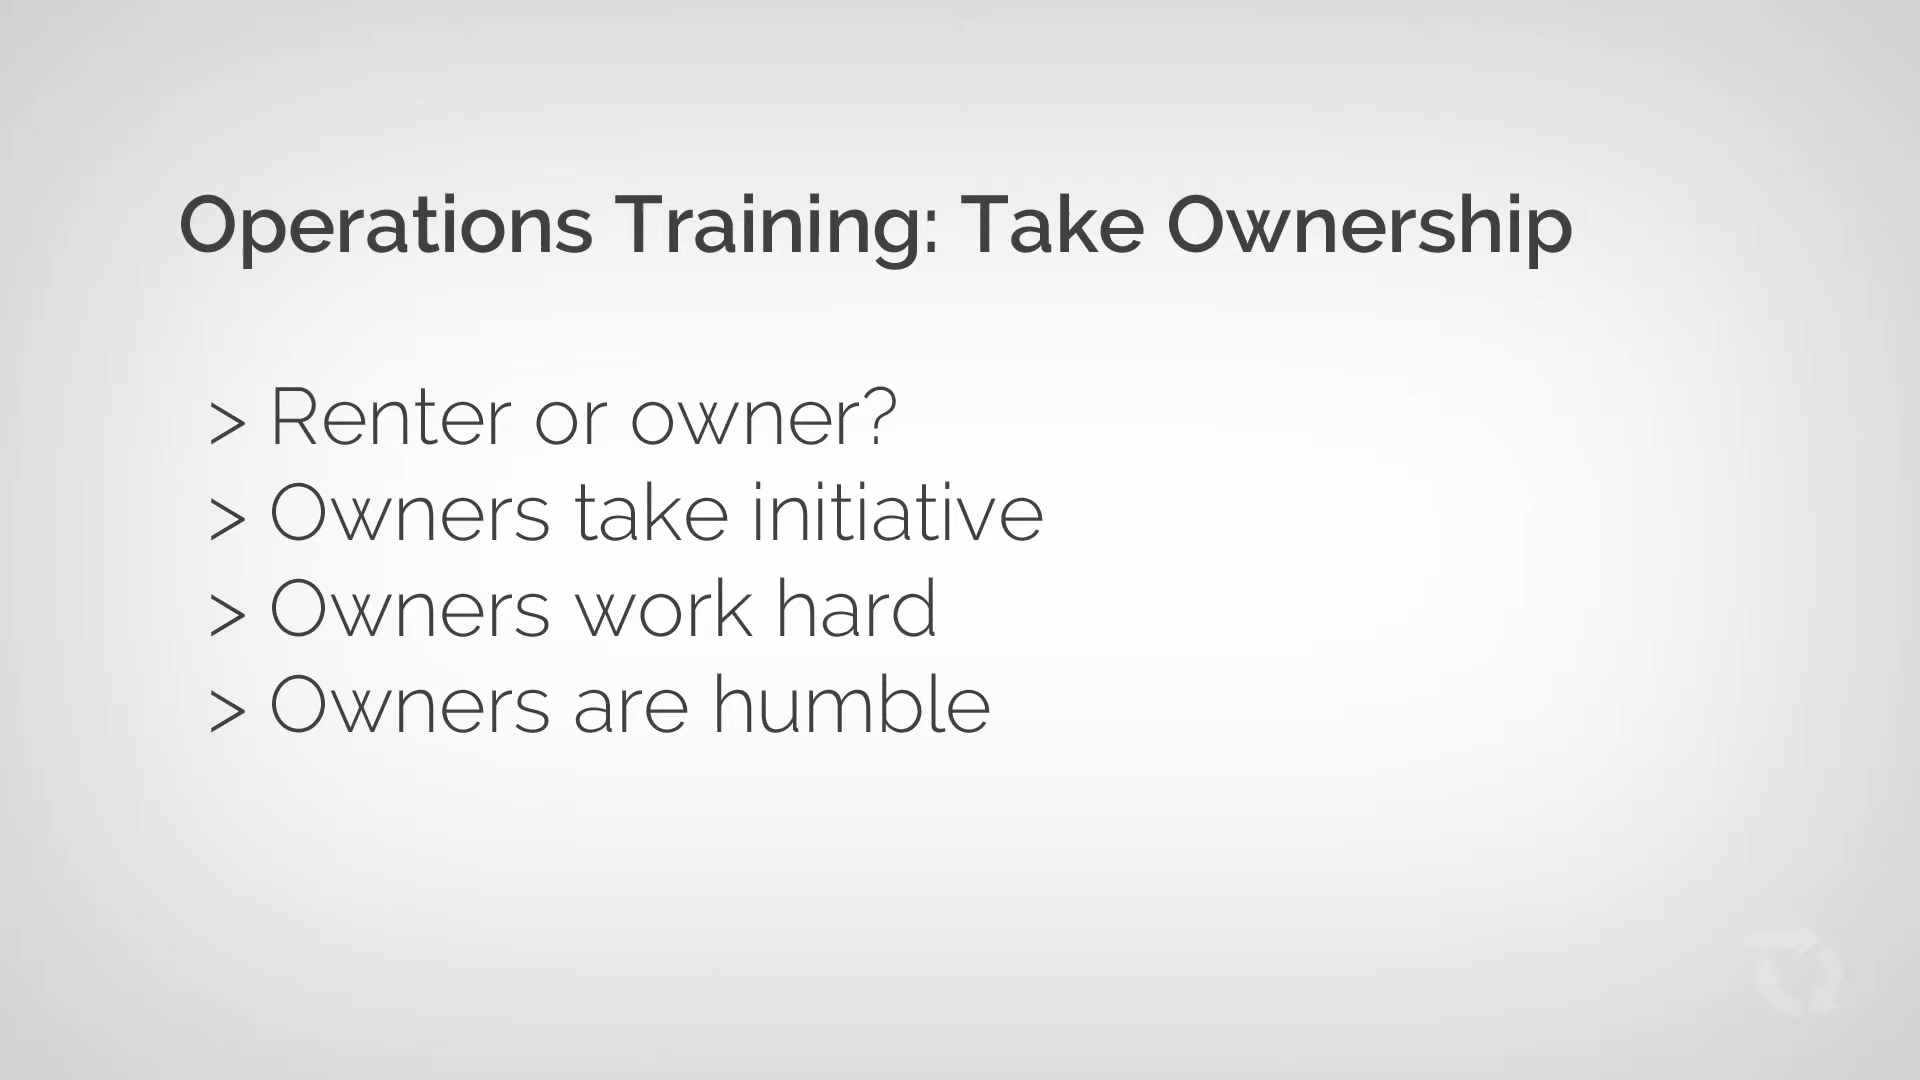 Operations Training: Take Ownership
> Renter or owner?
> Owners take initiative
> Owners work hard
> Owners are humble